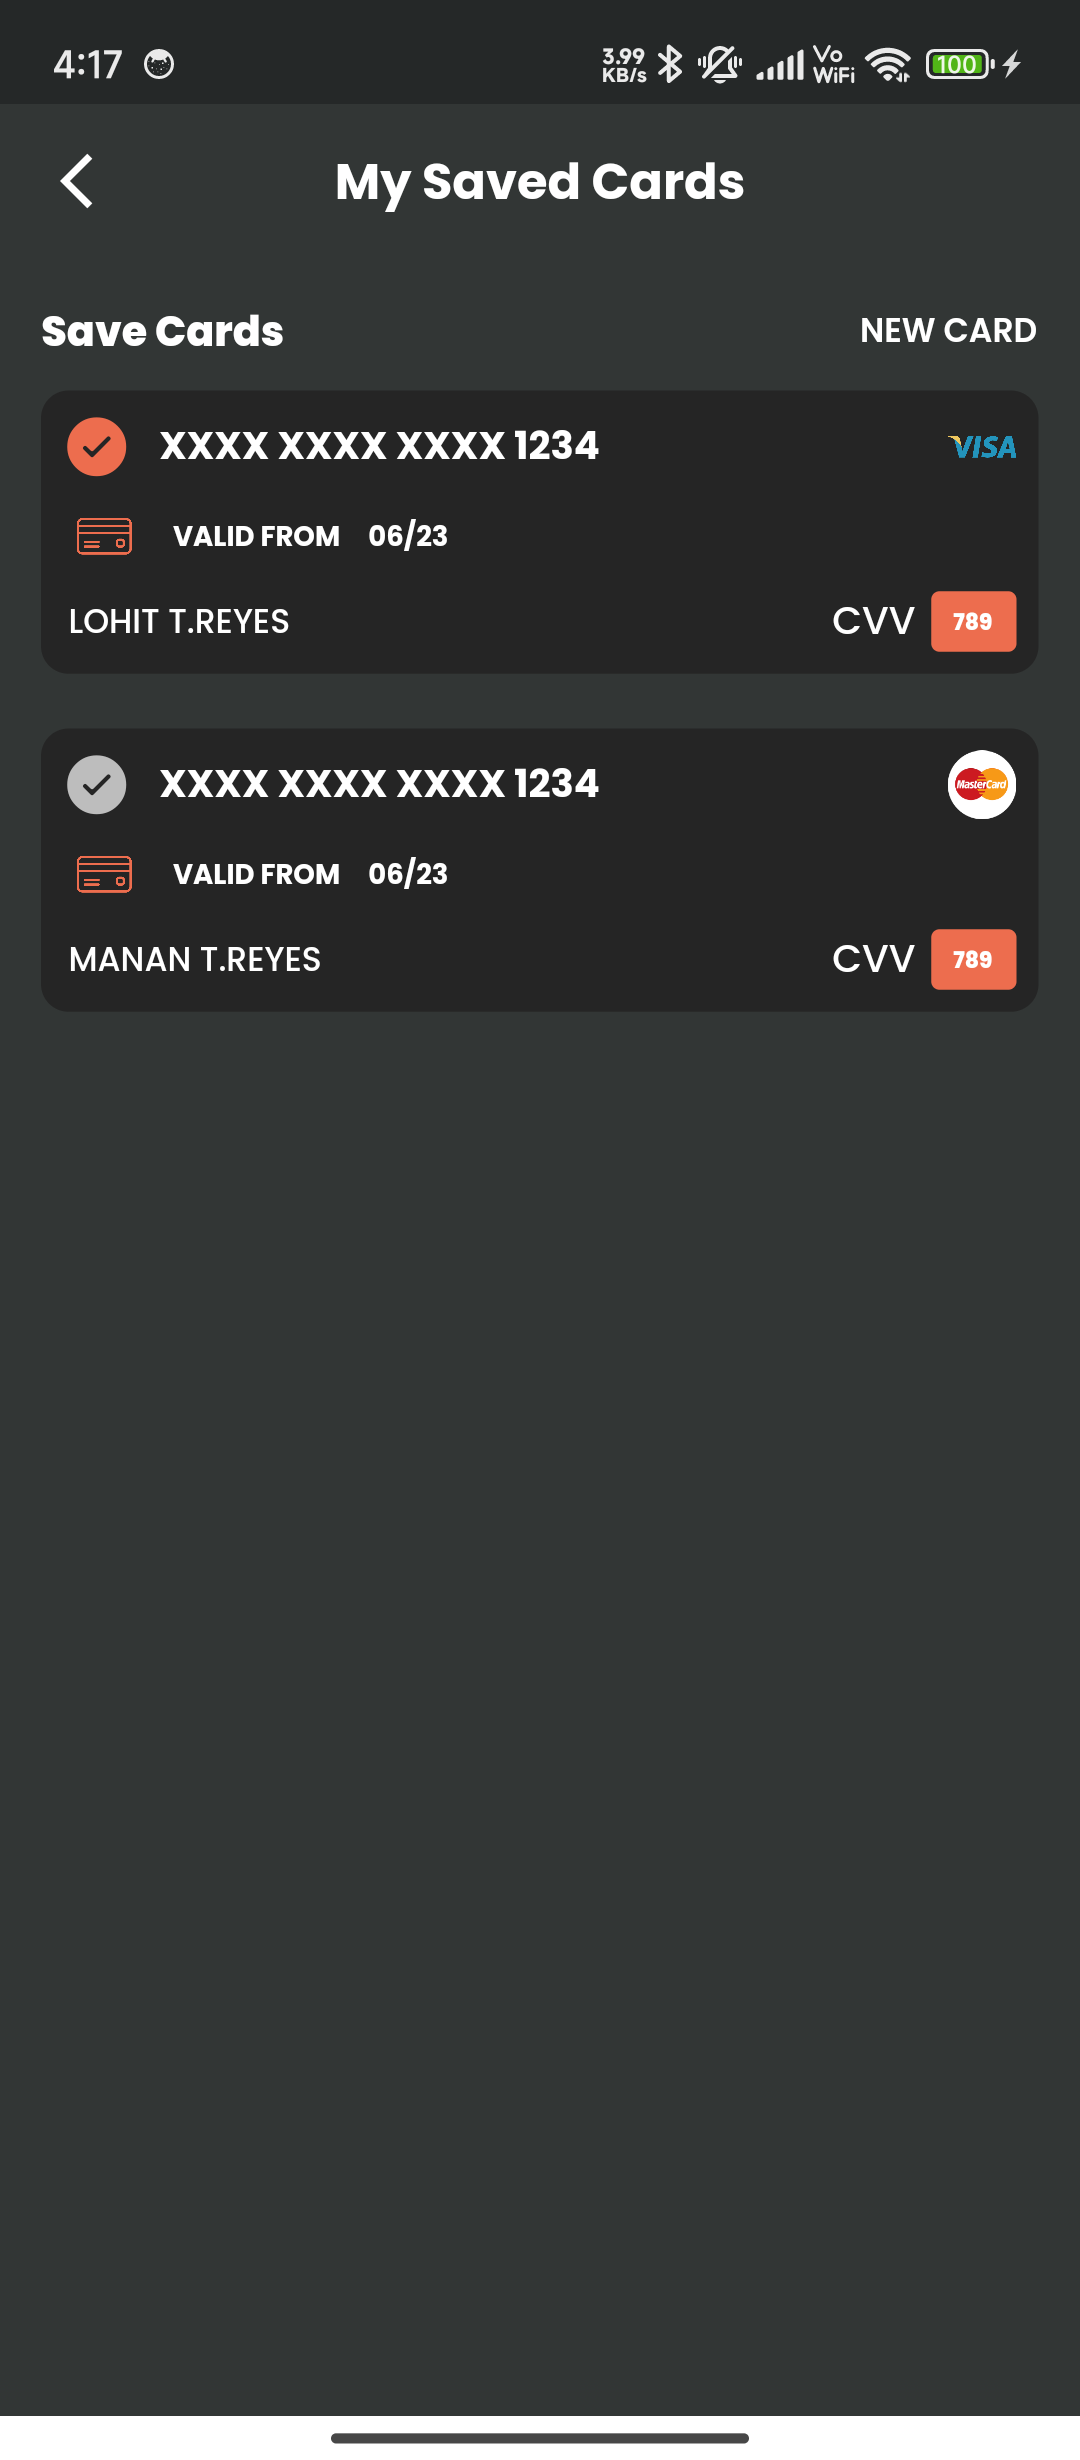 4:17 3.99 KB/s Vo WiFi 100
My Saved Cards
Save Cards NEW CARD
XXXX XXXX XXXX 1234 VISA
VALID FROM 06/23
LOHIT T.REYES CVV 789
XXXX XXXX XXXX 1234 MasterCard
VALID FROM 06/23
MANAN T.REYES CVV 789